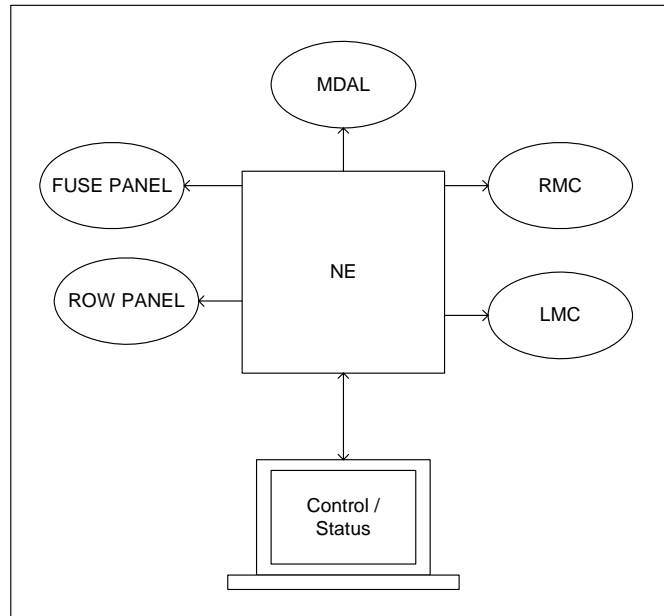 MDAL
FUSE PANEL
RMC
NE
ROW PANEL
LMC
Control /
Status